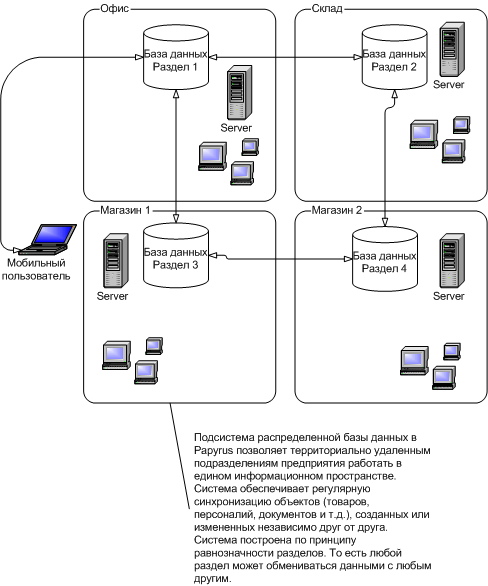 Офис
База данных
Раздел 1
Server
Склад
База данных
Раздел 2
Server
Мобильный
пользователь
Магазин 1
Server
База данных
Раздел 3
Магазин 2
База данных
Раздел 4
Server
Подсистема распределенной базы данных в
Papyrus позволяет территориально удаленным
подразделениям предприятия работать в
едином информационном пространстве.
Система обеспечивает регулярную
синхронизацию объектов (товаров,
персоналий, документов и т.д.), созданных или
измененных независимо друг от друга.
Система построена по принципу
равнозначности разделов. То есть любой
раздел может обмениваться данными с любым
другим.